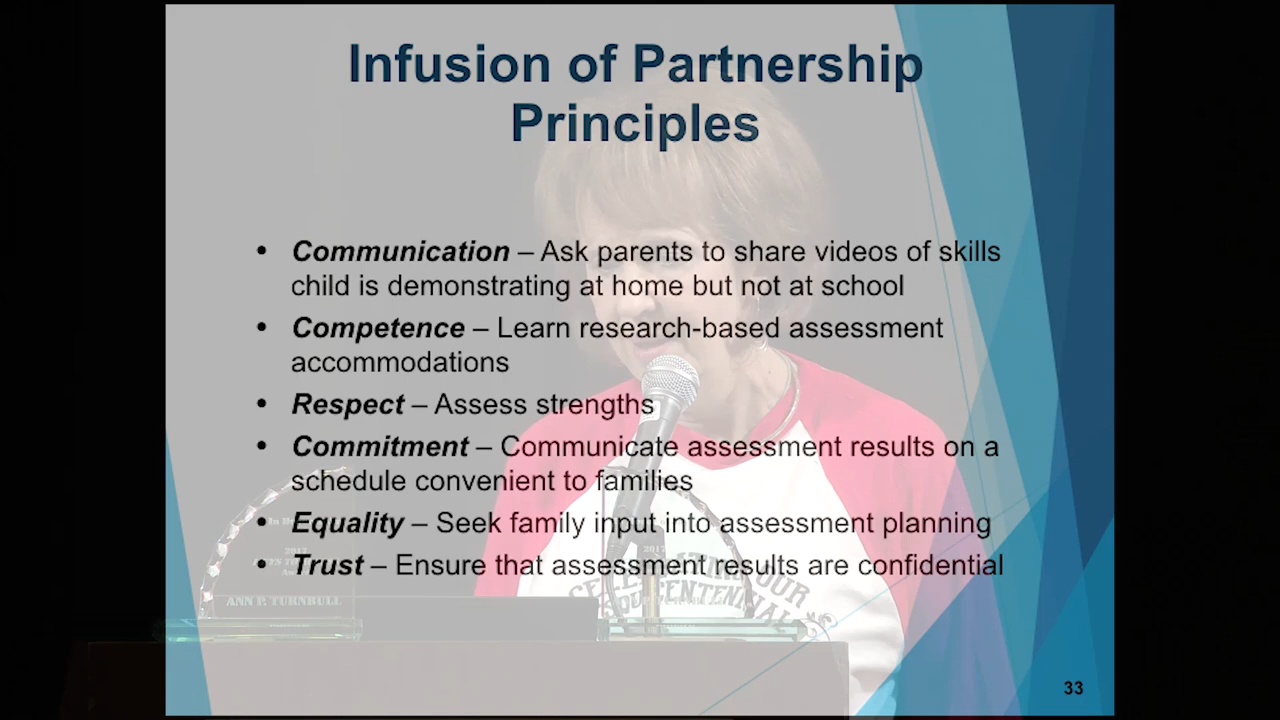 Infusion of Partnership
Principles
• Communication – Ask parents to share videos of skills
child is demonstrating at home but not at school
• Competence – Learn research-based assessment
accommodations
• Respect – Assess strengths
• Commitment – Communicate assessment results on a
schedule convenient to families
• Equality – Seek family input into assessment planning
• Trust – Ensure that assessment results are confidential
2017
2017
ANN P. TURNBULL
33